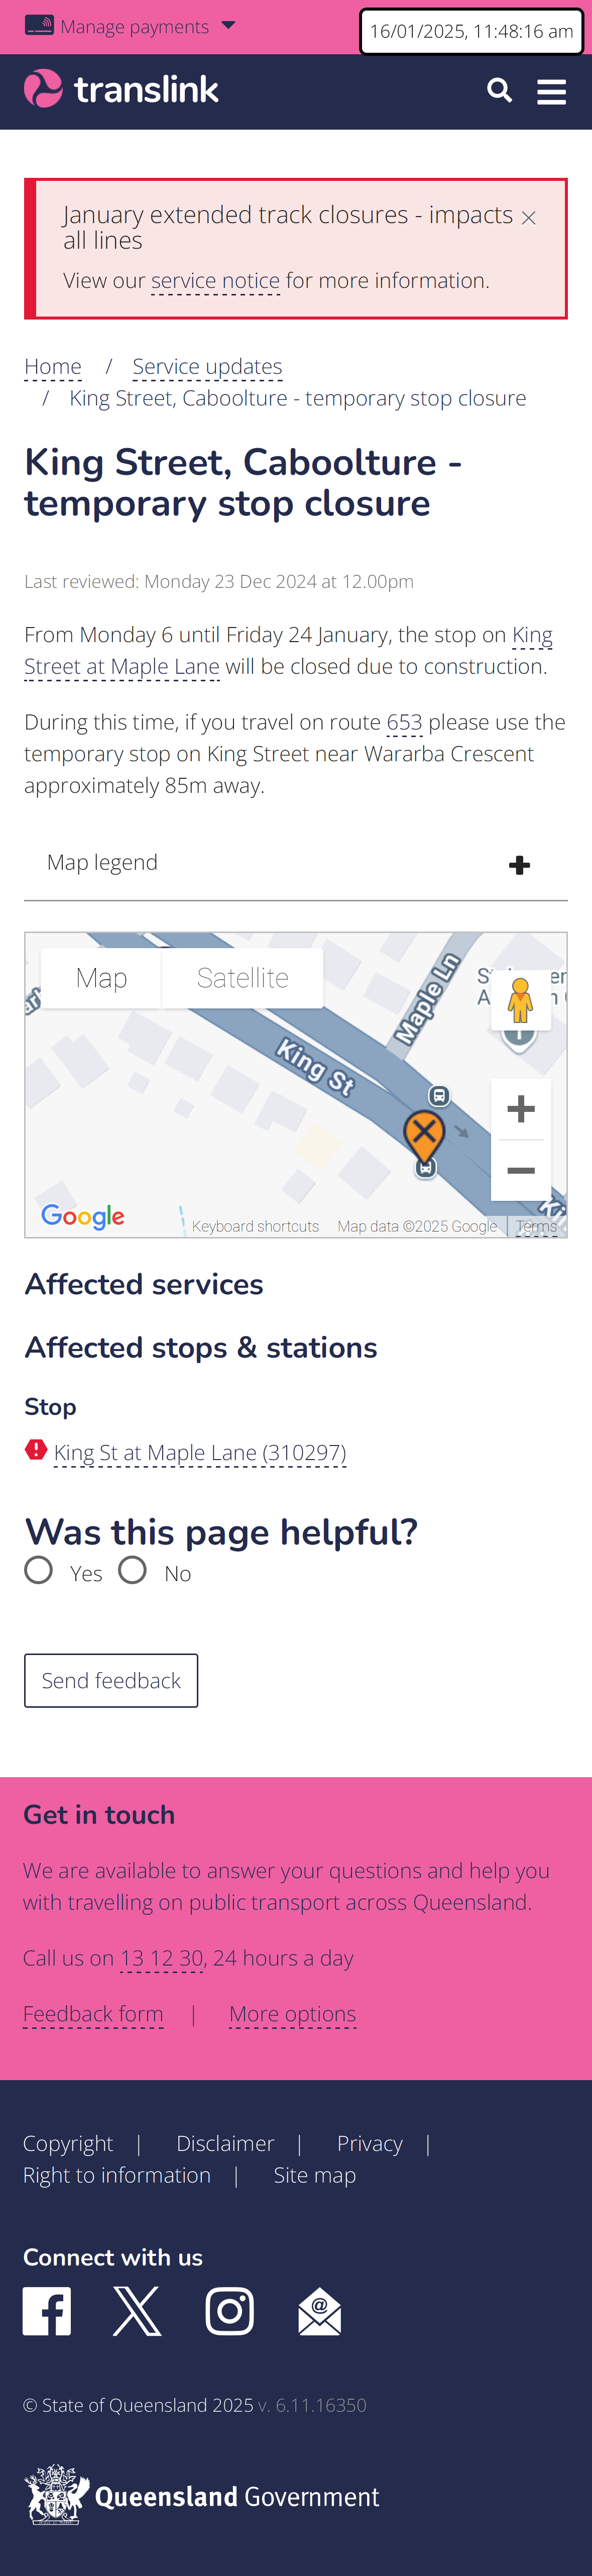 Manage payments
16/01/2025, 11:48:16 am
translink
January extended track closures - impacts
all lines
View our service notice for more information.
Home / Service updates
/ King Street, Caboolture - temporary stop closure
King Street, Caboolture -
temporary stop closure
Last reviewed: Monday 23 Dec 2024 at 12.00pm
From Monday 6 until Friday 24 January, the stop on King
Street at Maple Lane will be closed due to construction.
During this time, if you travel on route 653 please use the
temporary stop on King Street near Wararba Crescent
approximately 85m away.
Map legend
Map
Satellite
Maple Ln
King St
Google
Keyboard shortcuts
Map data ©2025 Google
Terms
Affected services
Affected stops & stations
Stop
King St at Maple Lane (310297)
Was this page helpful?
Yes No
Send feedback
Get in touch
We are available to answer your questions and help you
with travelling on public transport across Queensland.
Call us on 13 12 30, 24 hours a day
Feedback form | More options
Copyright | Disclaimer | Privacy |
Right to information | Site map
Connect with us
© State of Queensland 2025 v. 6.11.16350
Queensland Government